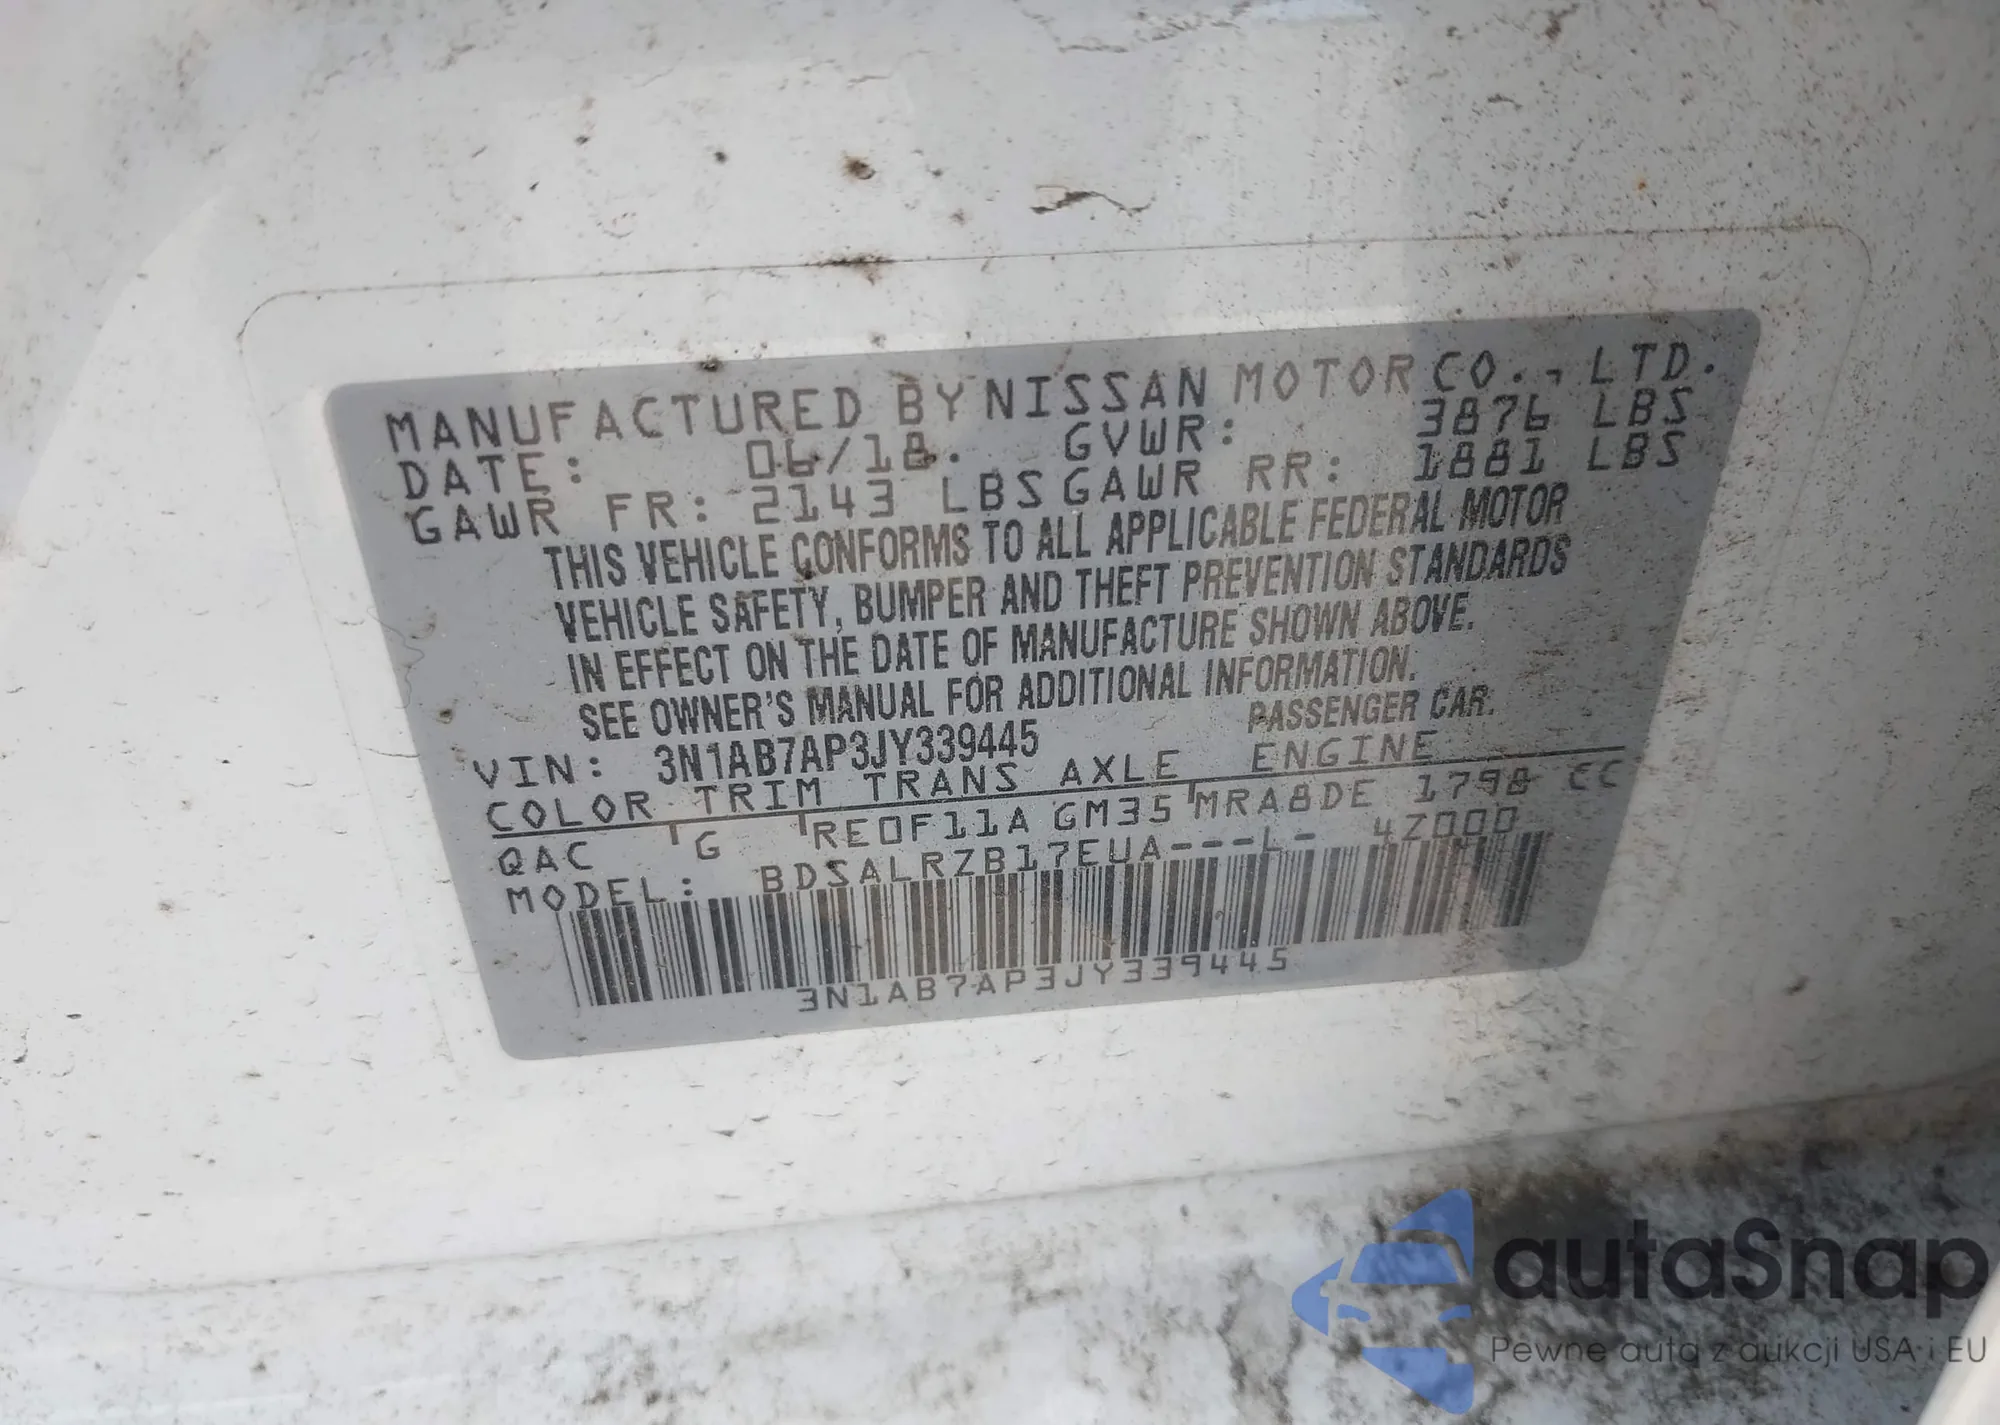 MANUFACTURED BY NISSAN MOTOR CO., LTD.
DATE: 06/18. GVWR: 3876 LBS
GAWR FR: 2143 LBS GAWR RR: 1881 LBS
THIS VEHICLE CONFORMS TO ALL APPLICABLE FEDERAL MOTOR
VEHICLE SAFETY, BUMPER AND THEFT PREVENTION STANDARDS
IN EFFECT ON THE DATE OF MANUFACTURE SHOWN ABOVE.
SEE OWNER'S MANUAL FOR ADDITIONAL INFORMATION.
VIN: 3N1AB7AP3JY339445 PASSENGER CAR.
COLOR TRIM TRANS AXLE ENGINE
QAC G RE0F11A GM35 MRA8DE 1798 CC
MODEL: BDSALRZB17EUA---L- 4Z000
3N1AB7AP3JY339445
autaSnap
Pewne auta z aukcji USA i EU